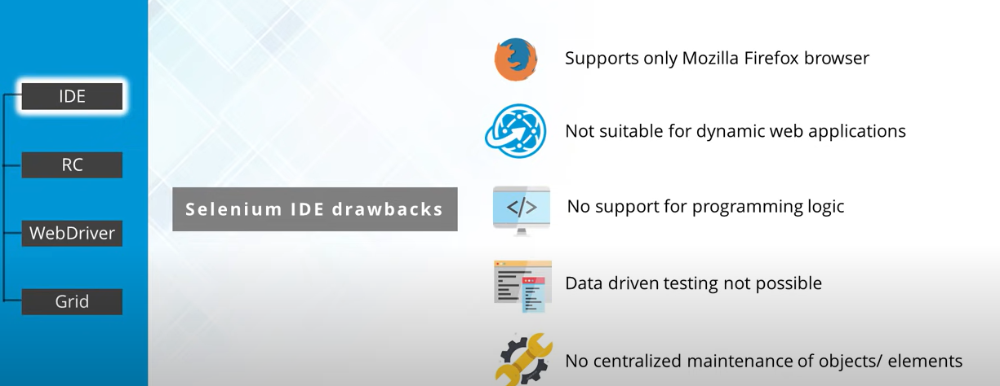 IDE
RC
WebDriver
Grid
Selenium IDE drawbacks
Supports only Mozilla Firefox browser
Not suitable for dynamic web applications
</>
No support for programming logic
Data driven testing not possible
No centralized maintenance of objects/ elements